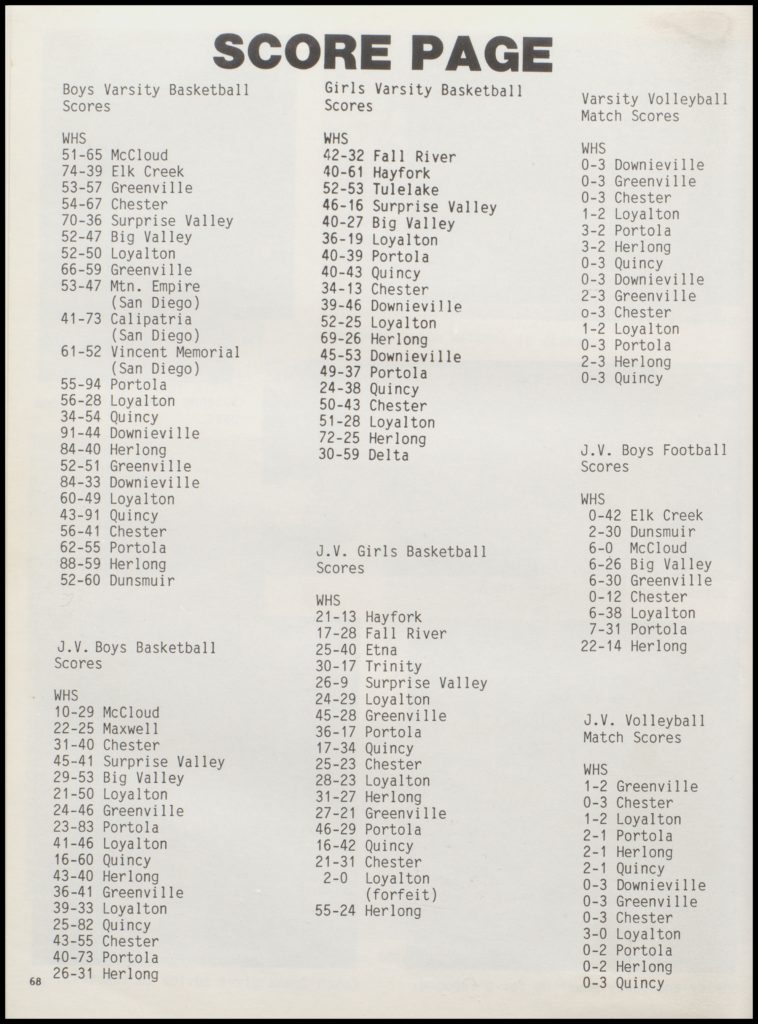 SCORE PAGE
Boys Varsity Basketball
Scores
WHS
51-65 McCloud
74-39 Elk Creek
53-57 Greenville
54-67 Chester
70-36 Surprise Valley
52-47 Big Valley
52-50 Loyalton
66-59 Greenville
53-47 Mtn. Empire
(San Diego)
41-73 Calipatria
(San Diego)
61-52 Vincent Memorial
(San Diego)
55-94 Portola
56-28 Loyalton
34-54 Quincy
91-44 Downieville
84-40 Herlong
52-51 Greenville
84-33 Downieville
60-49 Loyalton
43-91 Quincy
56-41 Chester
62-55 Portola
88-59 Herlong
52-60 Dunsmuir
J.V. Boys Basketball
Scores
WHS
10-29 McCloud
22-25 Maxwell
31-40 Chester
45-41 Surprise Valley
29-53 Big Valley
21-50 Loyalton
24-46 Greenville
23-83 Portola
41-46 Loyalton
16-60 Quincy
43-40 Herlong
36-41 Greenville
39-33 Loyalton
25-82 Quincy
43-55 Chester
40-73 Portola
26-31 Herlong
68
Girls Varsity Basketball
Scores
WHS
42-32 Fall River
40-61 Hayfork
52-53 Tulelake
46-16 Surprise Valley
40-27 Big Valley
36-19 Loyalton
40-39 Portola
40-43 Quincy
34-13 Chester
39-46 Downieville
52-25 Loyalton
69-26 Herlong
45-53 Downieville
49-37 Portola
24-38 Quincy
50-43 Chester
51-28 Loyalton
72-25 Herlong
30-59 Delta
J.V. Girls Basketball
Scores
WHS
21-13 Hayfork
17-28 Fall River
25-40 Etna
30-17 Trinity
26-9 Surprise Valley
24-29 Loyalton
45-28 Greenville
36-17 Portola
17-34 Quincy
25-23 Chester
28-23 Loyalton
31-27 Herlong
27-21 Greenville
46-29 Portola
16-42 Quincy
21-31 Chester
2-0 Loyalton
(forfeit)
55-24 Herlong
Varsity Volleyball
Match Scores
WHS
0-3 Downieville
0-3 Greenville
0-3 Chester
1-2 Loyalton
3-2 Portola
3-2 Herlong
0-3 Quincy
0-3 Downieville
2-3 Greenville
o-3 Chester
1-2 Loyalton
0-3 Portola
2-3 Herlong
0-3 Quincy
J.V. Boys Football
Scores
WHS
0-42 Elk Creek
2-30 Dunsmuir
6-0 McCloud
6-26 Big Valley
6-30 Greenville
0-12 Chester
6-38 Loyalton
7-31 Portola
22-14 Herlong
J.V. Volleyball
Match Scores
WHS
1-2 Greenville
0-3 Chester
1-2 Loyalton
2-1 Portola
2-1 Herlong
2-1 Quincy
0-3 Downieville
0-3 Greenville
0-3 Chester
3-0 Loyalton
0-2 Portola
0-2 Herlong
0-3 Quincy